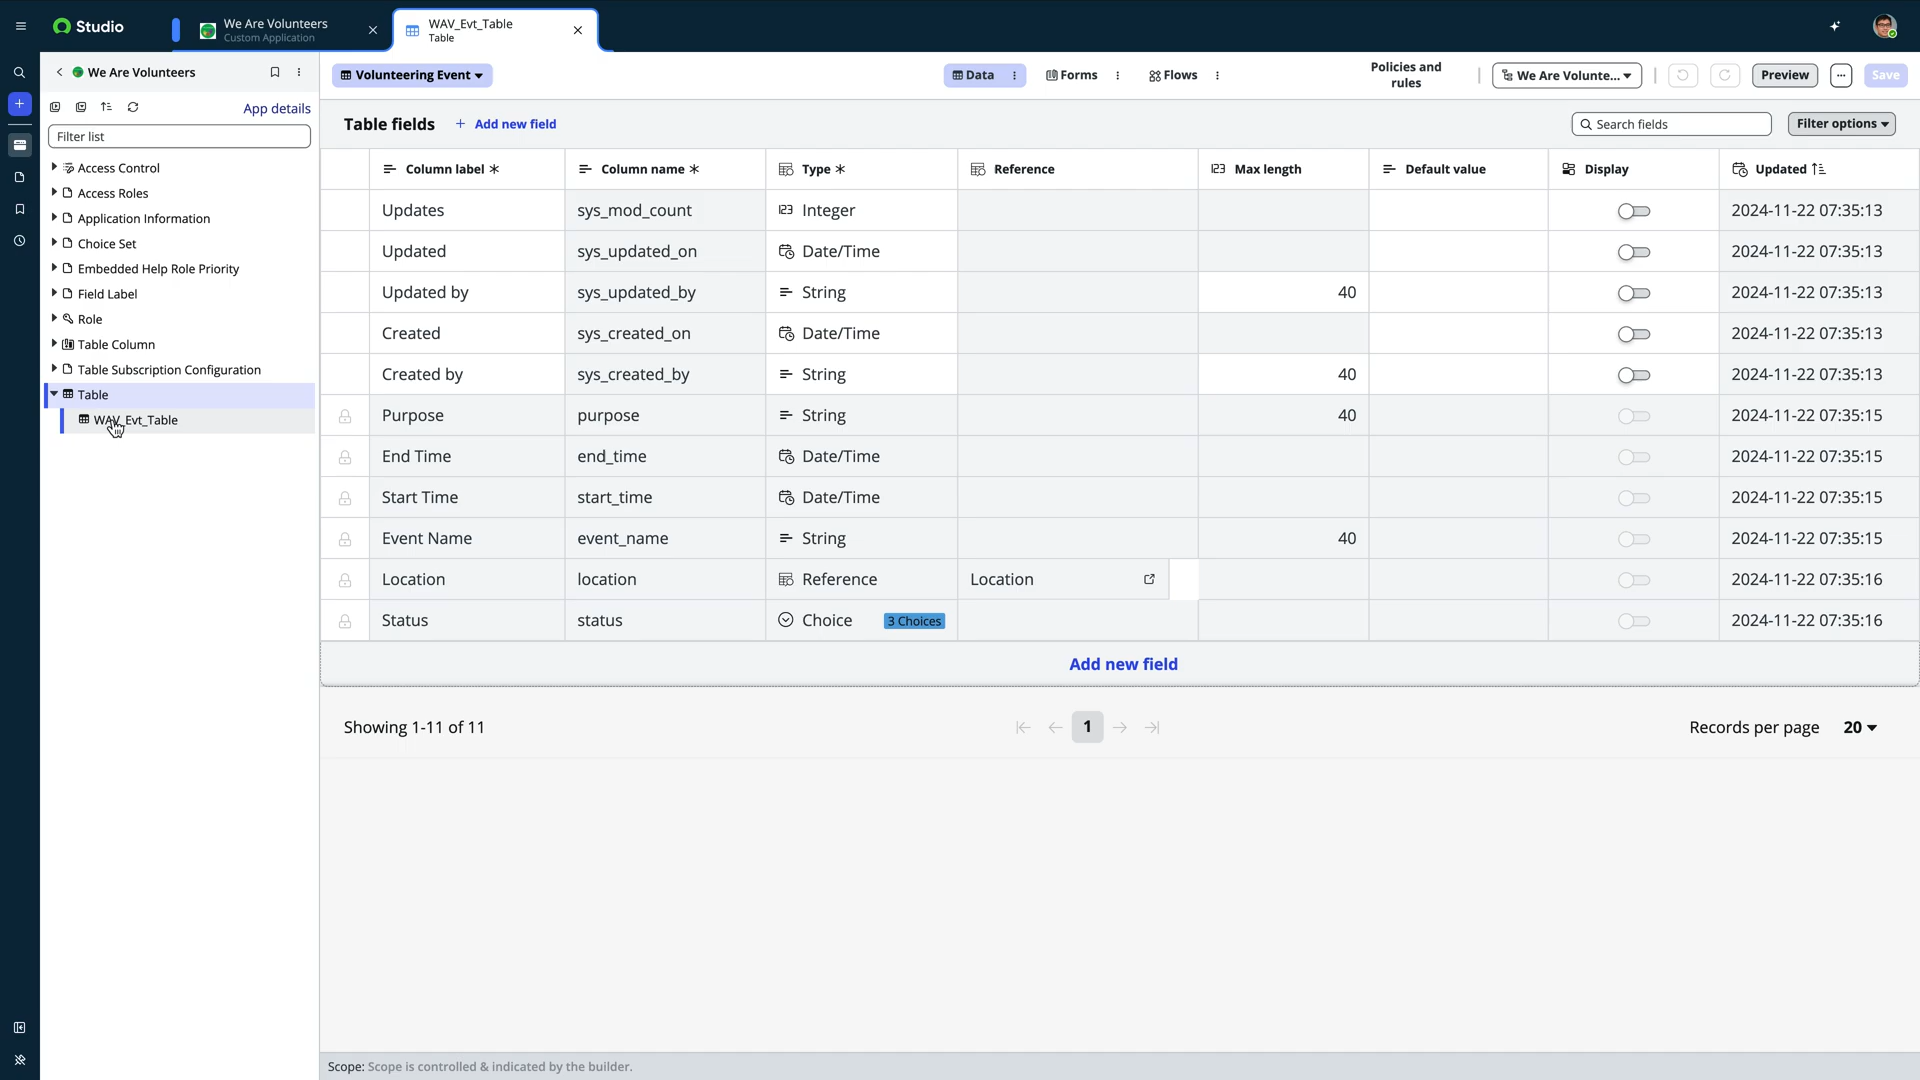 Studio
We Are Volunteers
Custom Application
WAV_Evt_Table
Table
We Are Volunteers
App details
Filter list
Access Control
Access Roles
Application Information
Choice Set
Embedded Help Role Priority
Field Label
Role
Table Column
Table Subscription Configuration
Table
WAV_Evt_Table
Volunteering Event
Data
Forms
Flows
Policies and
rules
We Are Volunte...
Preview
Save
Table fields
+ Add new field
Search fields
Filter options
Column label *
Column name *
Type *
Reference
Max length
Default value
Display
Updated
Updates sys_mod_count Integer 2024-11-22 07:35:13
Updated sys_updated_on Date/Time 2024-11-22 07:35:13
Updated by sys_updated_by String 40 2024-11-22 07:35:13
Created sys_created_on Date/Time 2024-11-22 07:35:13
Created by sys_created_by String 40 2024-11-22 07:35:13
Purpose purpose String 40 2024-11-22 07:35:15
End Time end_time Date/Time 2024-11-22 07:35:15
Start Time start_time Date/Time 2024-11-22 07:35:15
Event Name event_name String 40 2024-11-22 07:35:15
Location location Reference Location 2024-11-22 07:35:16
Status status Choice 3 Choices 2024-11-22 07:35:16
Add new field
Showing 1-11 of 11
1
Records per page 20
Scope: Scope is controlled & indicated by the builder.